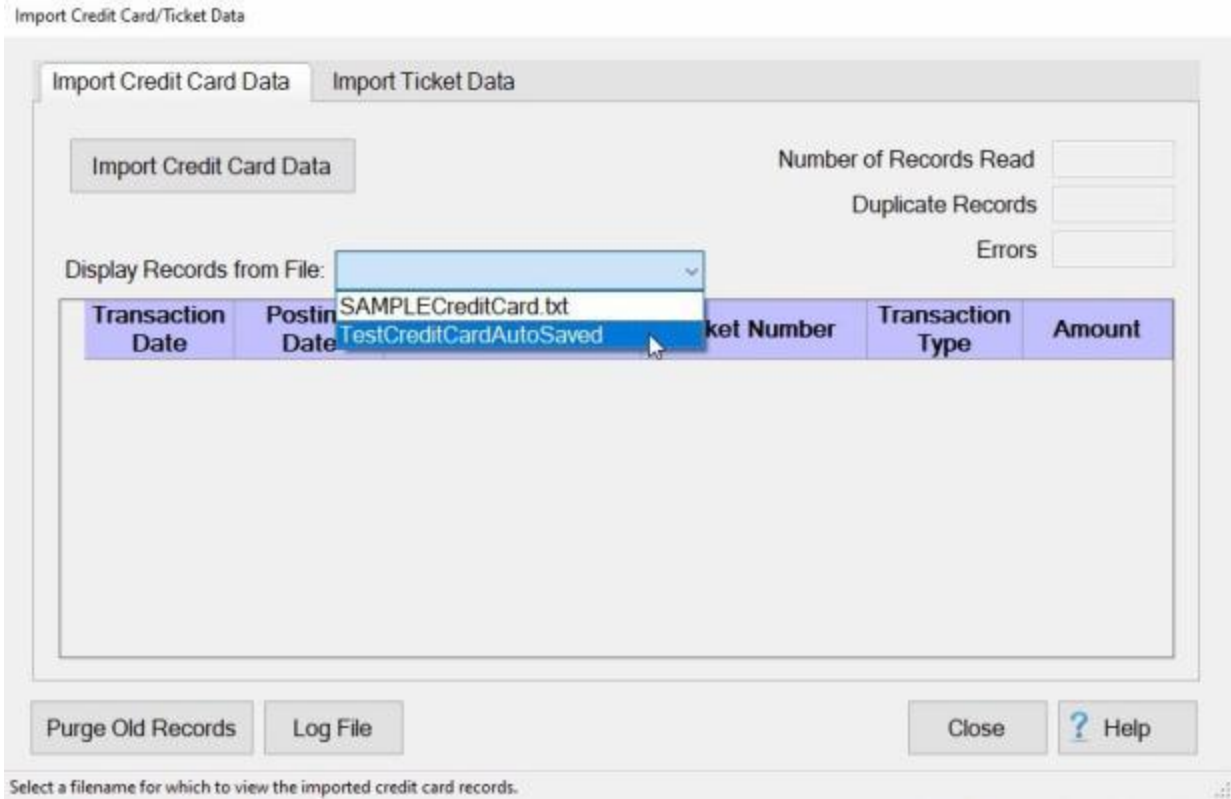 Import Credit Card/Ticket Data
Import Credit Card Data Import Ticket Data
Import Credit Card Data
Number of Records Read
Duplicate Records
Errors
Display Records from File:
SAMPLECreditCard.txt
TestCreditCardAutoSaved
Transaction Date
Date
Transaction Type
Amount
Number
Purge Old Records Log File Close ? Help
Select a filename for which to view the imported credit card records.